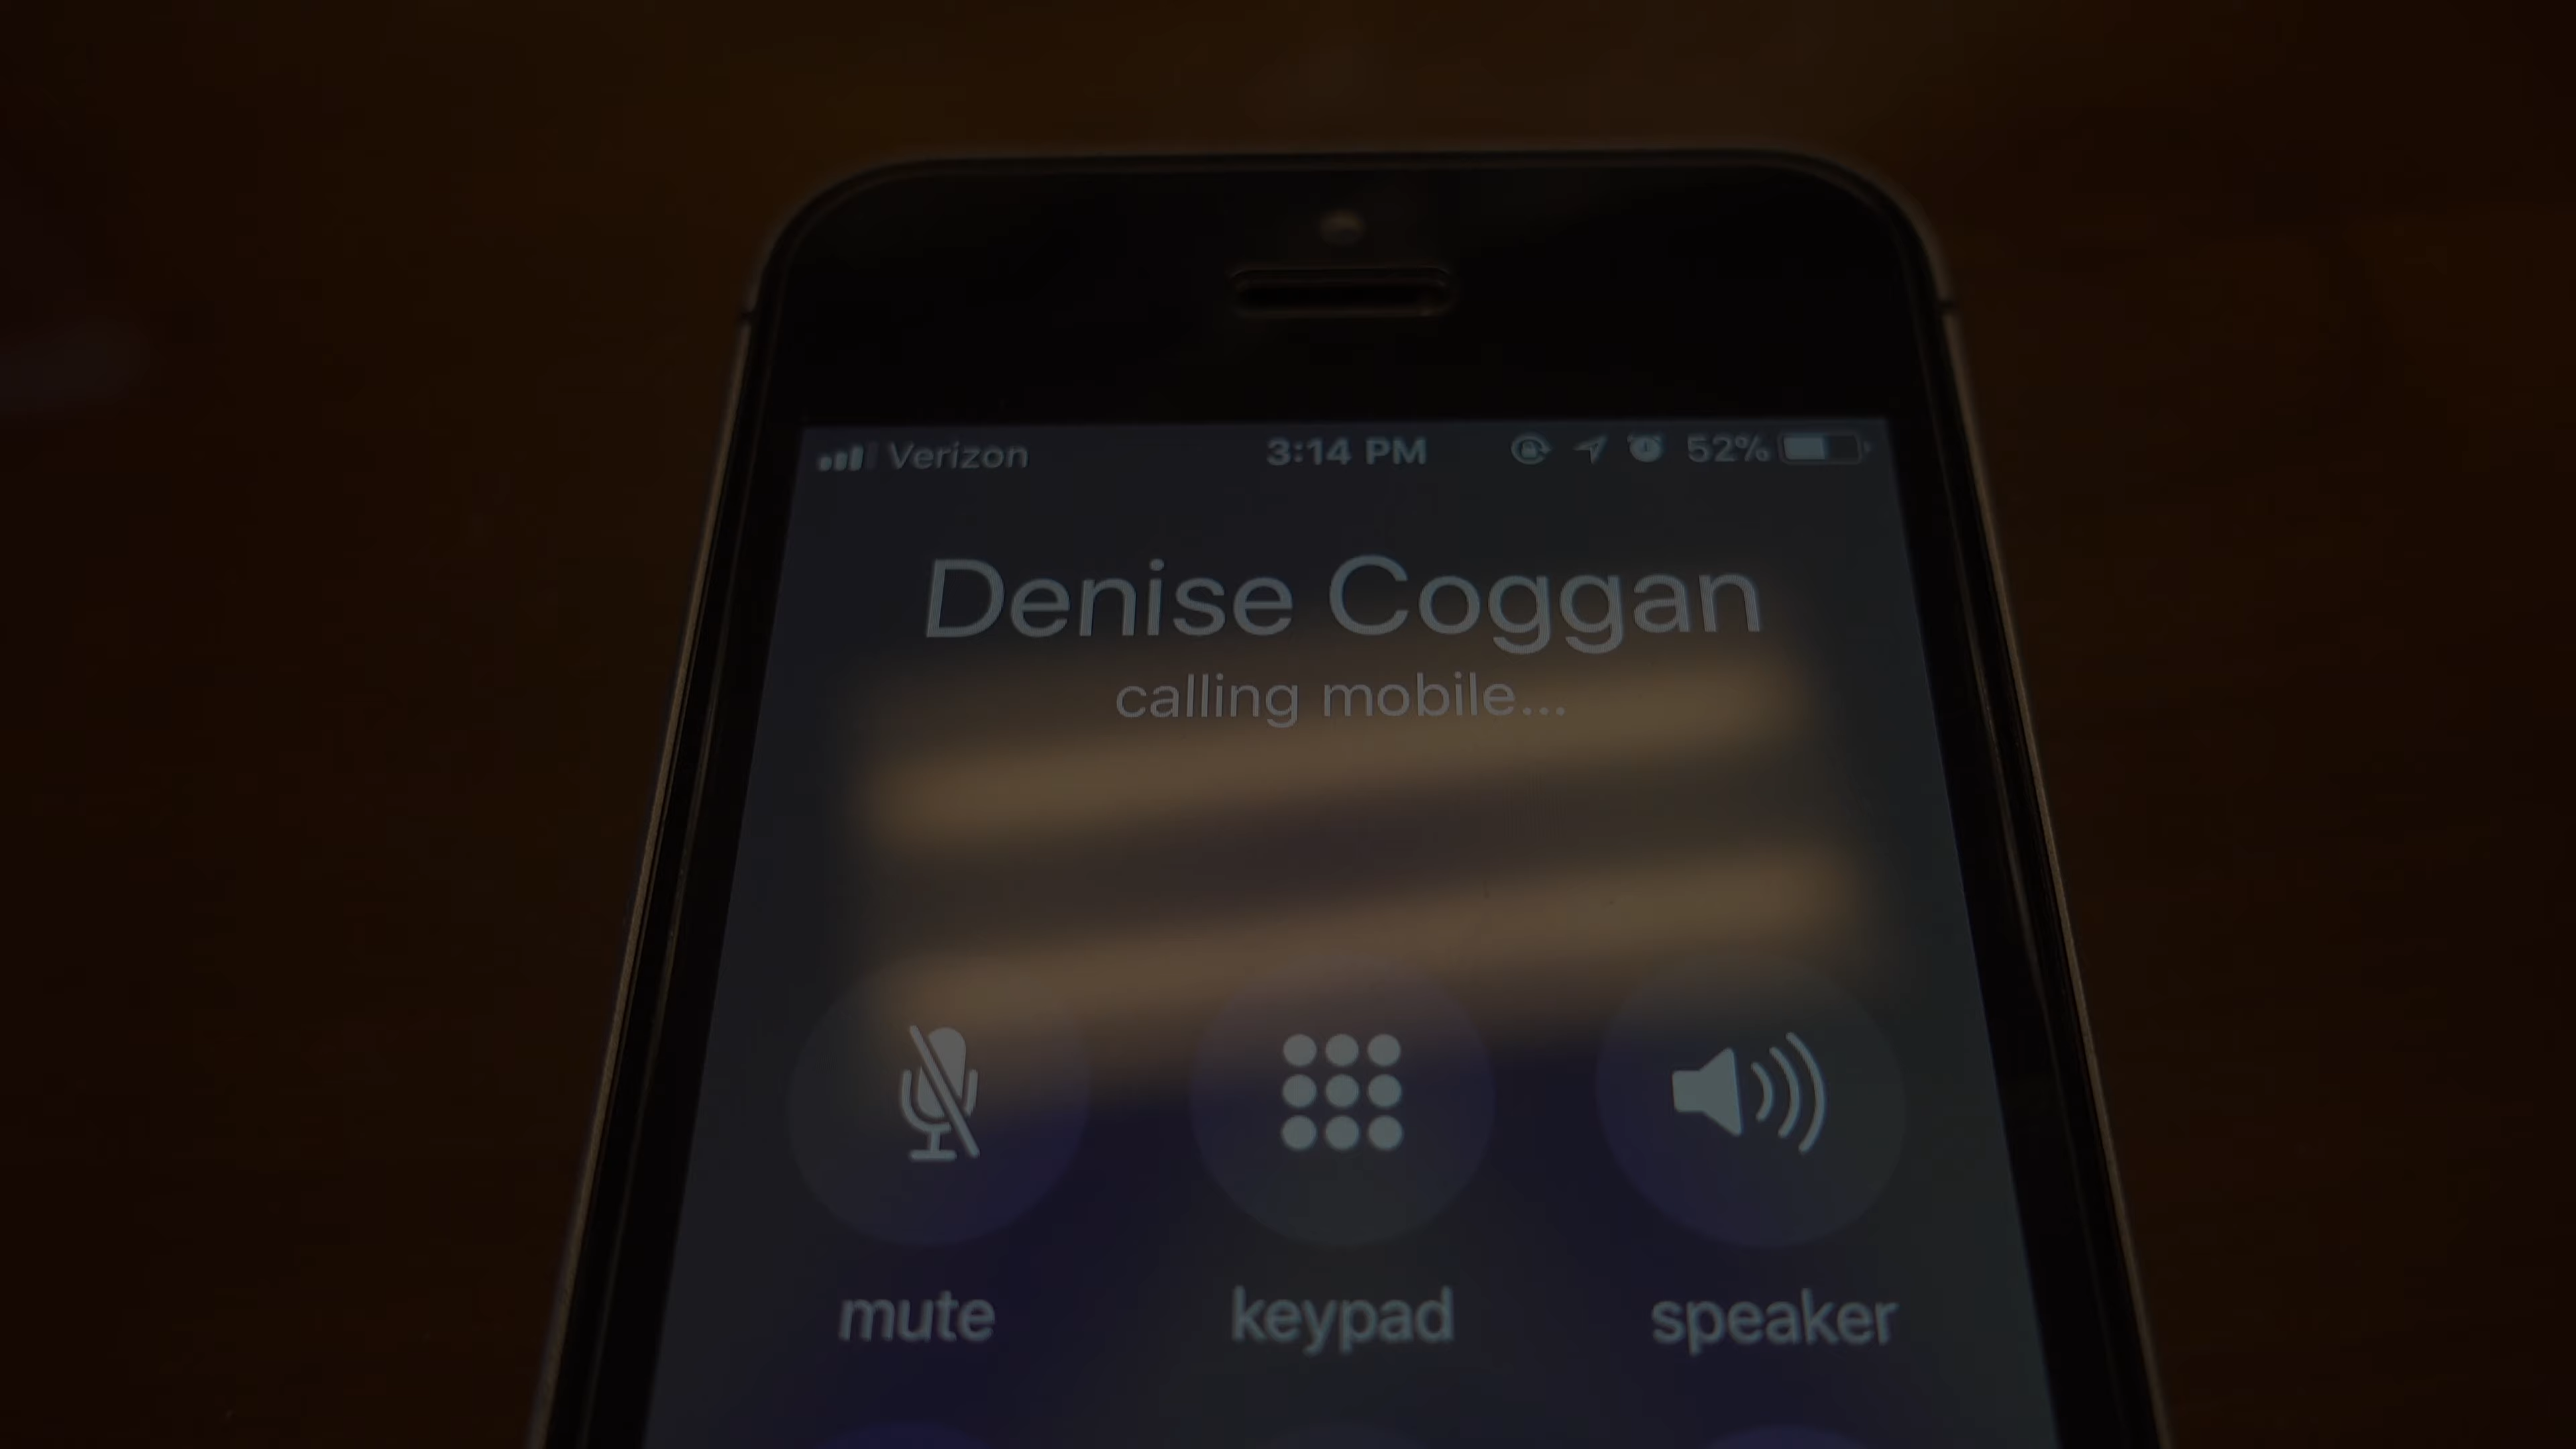 Verizon 3:14 PM 52%
Denise Coggan
calling mobile...
mute keypad speaker